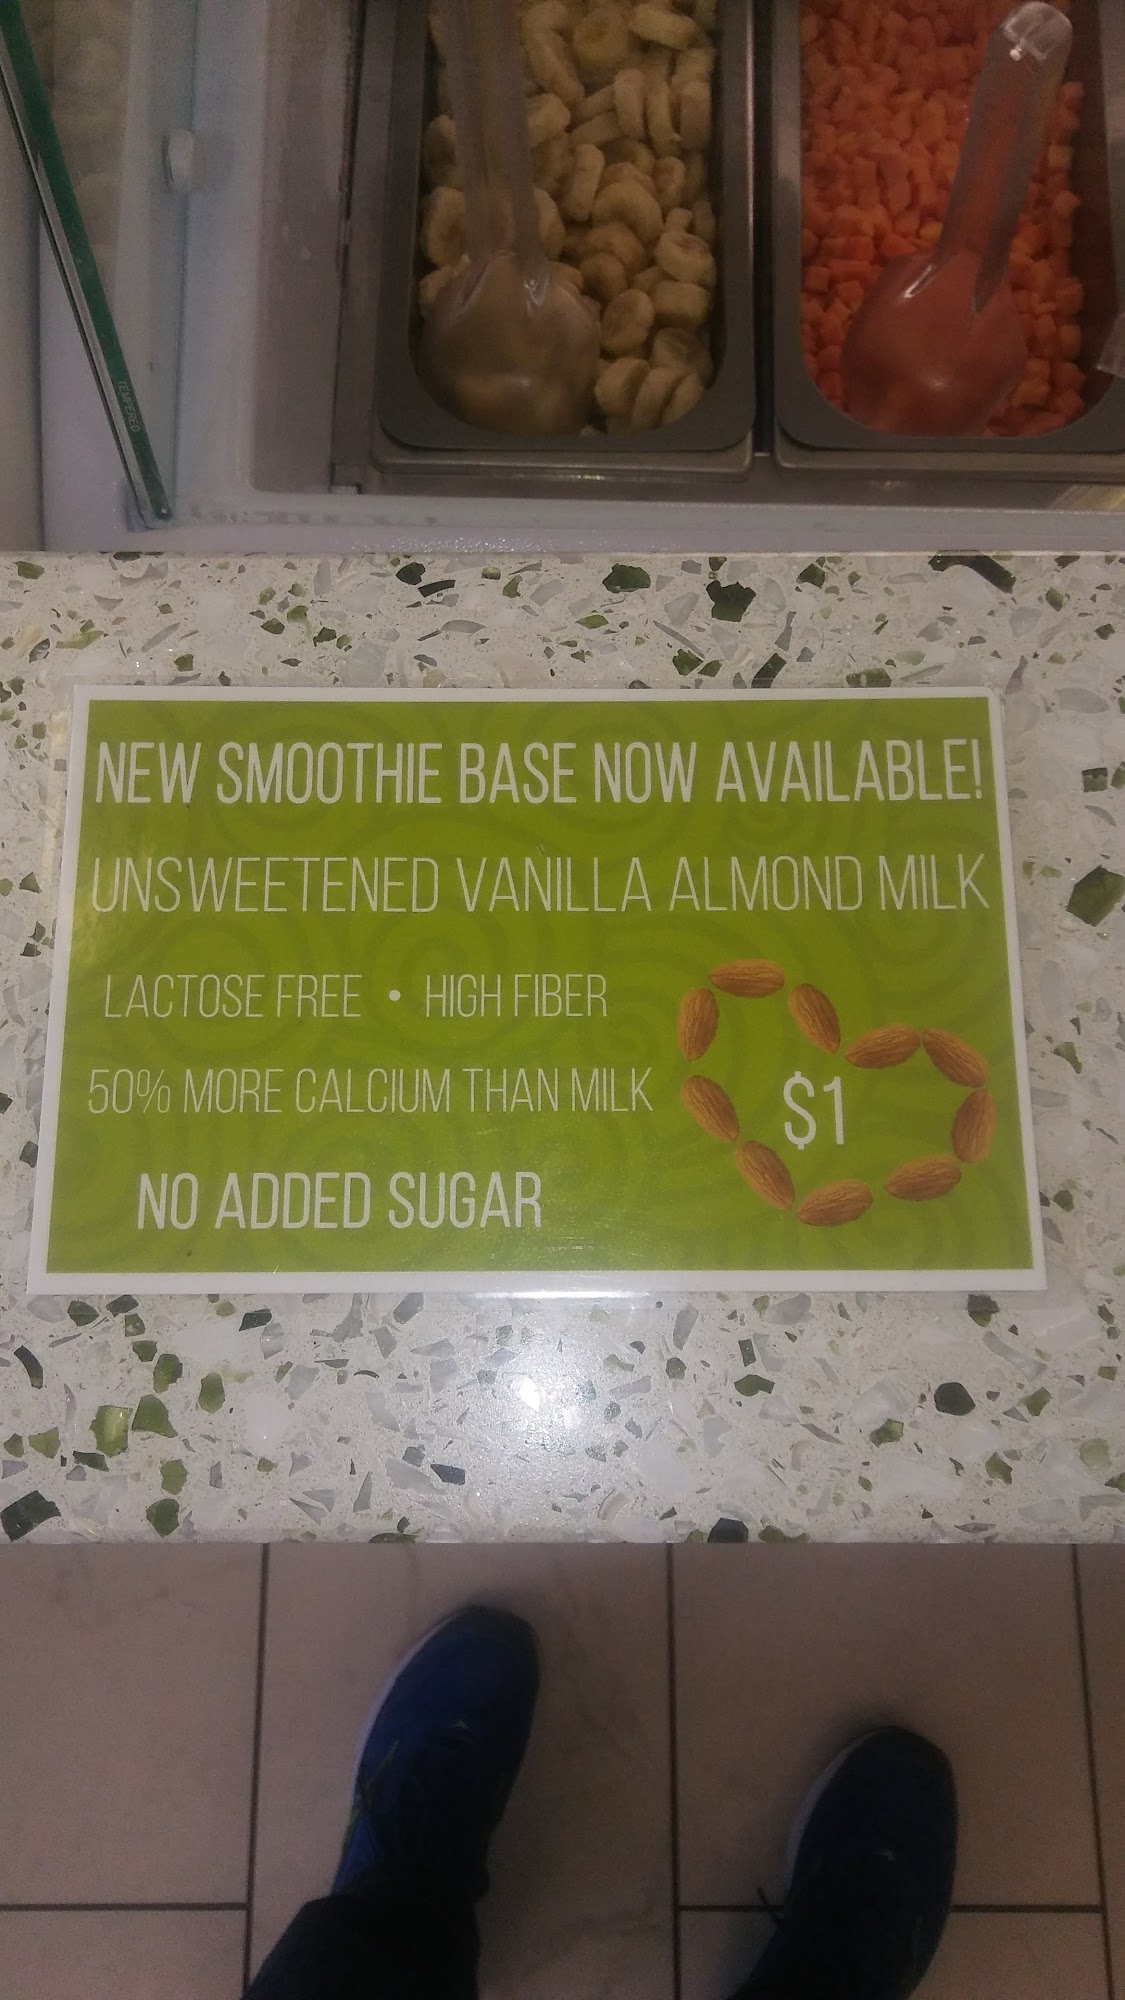 TEMPERED
NEW SMOOTHIE BASE NOW AVAILABLE!
UNSWEETENED VANILLA ALMOND MILK
LACTOSE FREE • HIGH FIBER
50% MORE CALCIUM THAN MILK
$1
NO ADDED SUGAR